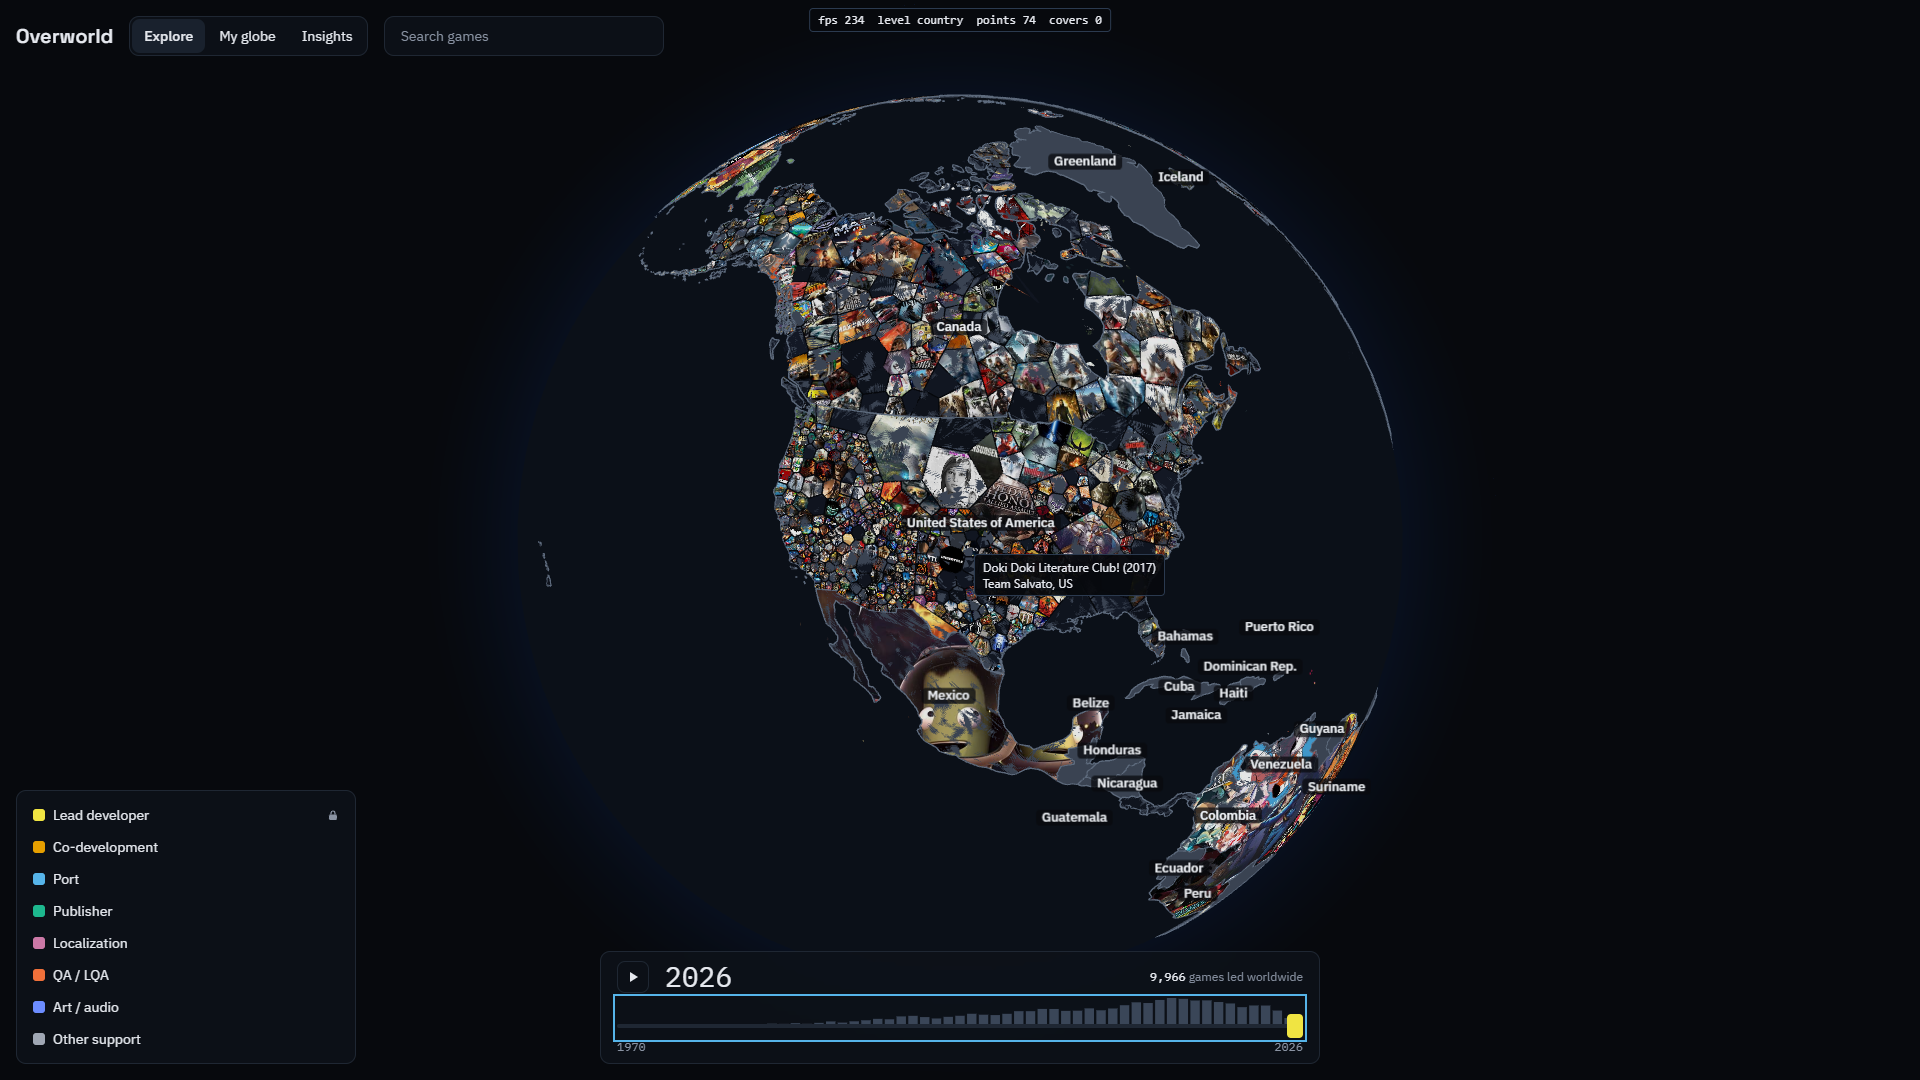 Overworld
Explore
My globe
Insights
Search games
fps 234 level country points 74 covers 0
Greenland
Iceland
Canada
United States of America
Doki Doki Literature Club! (2017)
Team Salvato, US
Puerto Rico
Bahamas
Dominican Rep.
Cuba
Haiti
Mexico
Belize
Jamaica
Guyana
Honduras
Venezuela
Nicaragua
Suriname
Guatemala
Colombia
Ecuador
Peru
Lead developer
Co-development
Port
Publisher
Localization
QA / LQA
Art / audio
Other support
2026
9,966 games led worldwide
1970
2026